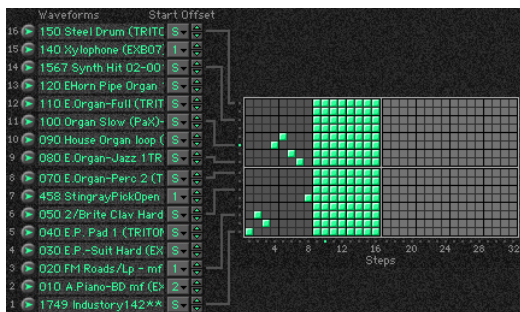 Waveforms Start Offset
16 150 Steel Drum (TRITC S
15 140 Xylophone (EXB07 1
14 1567 Synth Hit 02-00 S
13 120 EHorn Pipe Organ S
12 110 E.Organ-Full (TRIT S
11 100 Organ Slow (PaX)- S
10 090 House Organ loop ( S
9 080 E.Organ-Jazz 1TR S
8 070 E.Organ-Perc 2 (T S
7 458 StingrayPickOpen 1
6 050 2/Brite Clav Hard S
5 040 E.P. Pad 1 (TRITON S
4 030 E.P.-Suit Hard (EX S
3 020 FM Roads/Lp - mf 1
2 010 A.Piano-BD mf (EX 2
1 1749 Industory142** S
4 8 12 16 20 24 28 32
Steps